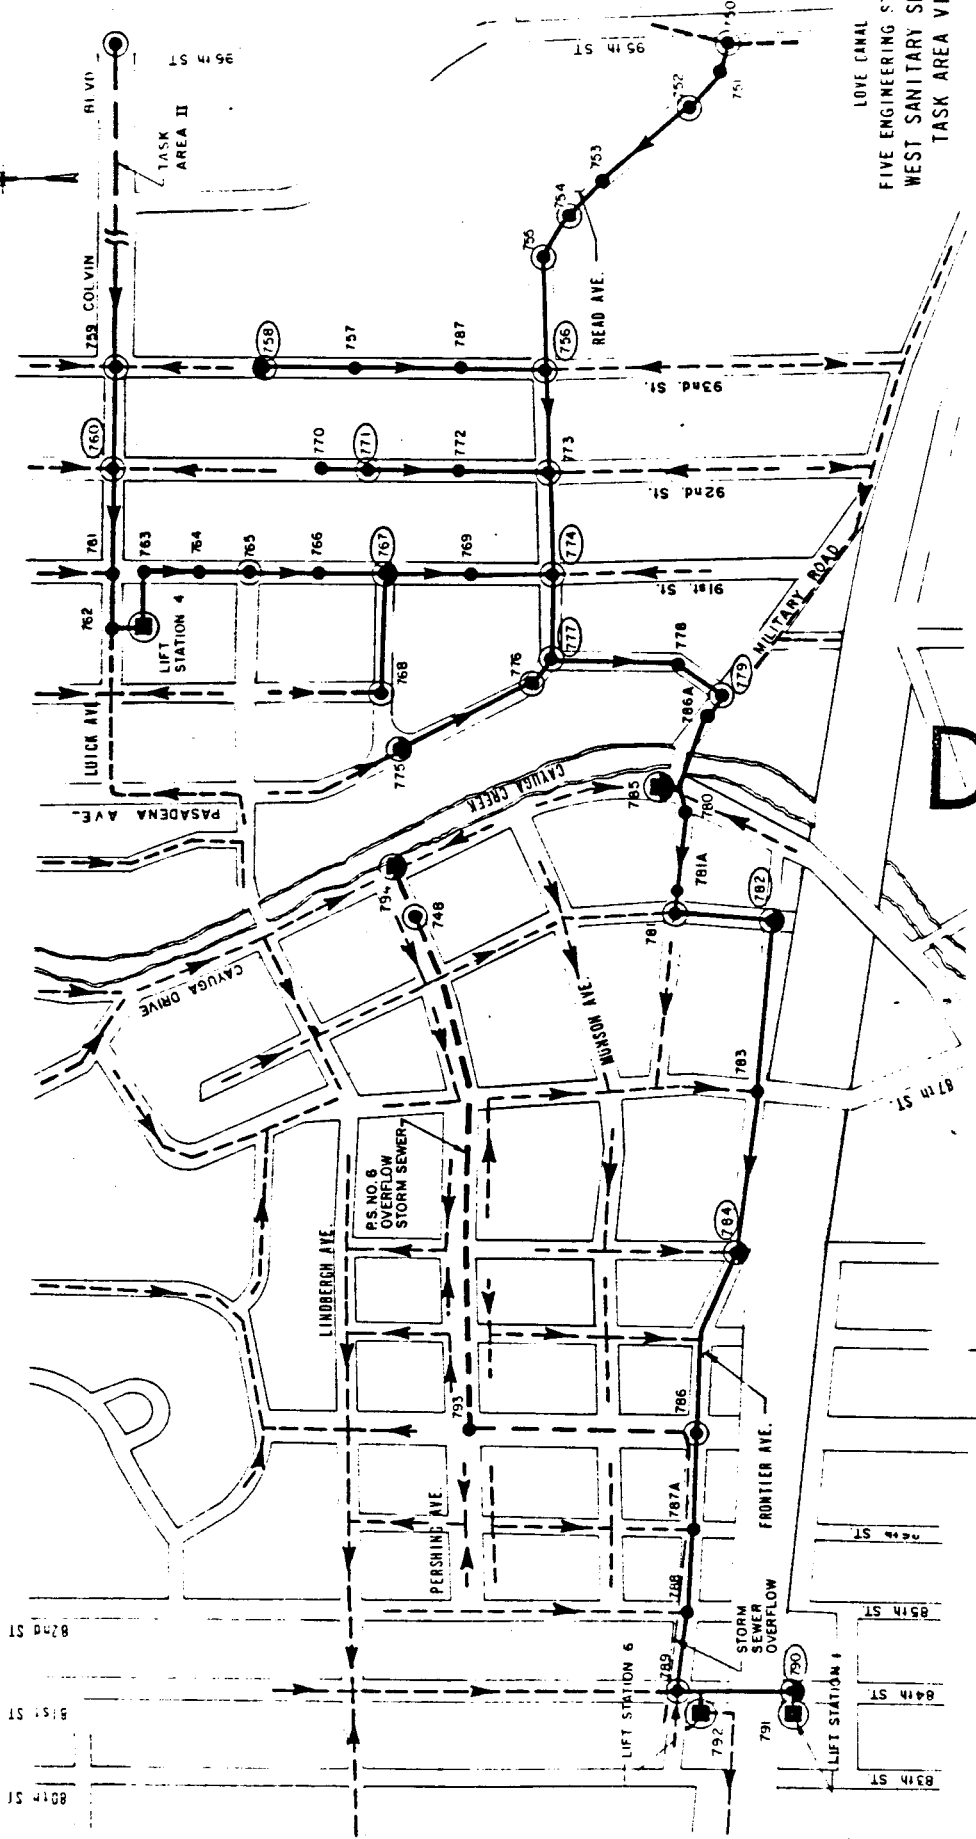 LOVE CANAL
FIVE ENGINEERING
WEST SANITARY
TASK AREA
96th ST
BLVD
TASK
AREA II
COLVIN
759
95th ST
751
752
753
754
755
READ AVE.
758
757
787
756
93nd. St.
760
770
771
772
773
92nd. St.
781
763
764
765
766
767
769
774
91st. St.
762
LIFT
STATION 4
768
776
777
778
779
786A
MILITARY ROAD
LUICK AVE
PASADENA AVE.
775
CAYUGA CREEK
785
780
781A
781
782
794
748
CAYUGA DRIVE
MUNSON AVE
783
87th ST.
P.S. NO. 6
OVERFLOW
STORM SEWER
LINDBERGH AVE.
784
793
786
FRONTIER AVE.
PERSHING AVE
787A
788
STORM
SEWER
OVERFLOW
85th ST.
82nd ST
789
790
LIFT STATION 6
792
791
LIFT STATION 1
84th ST.
81st ST
83th ST.
80th ST
D